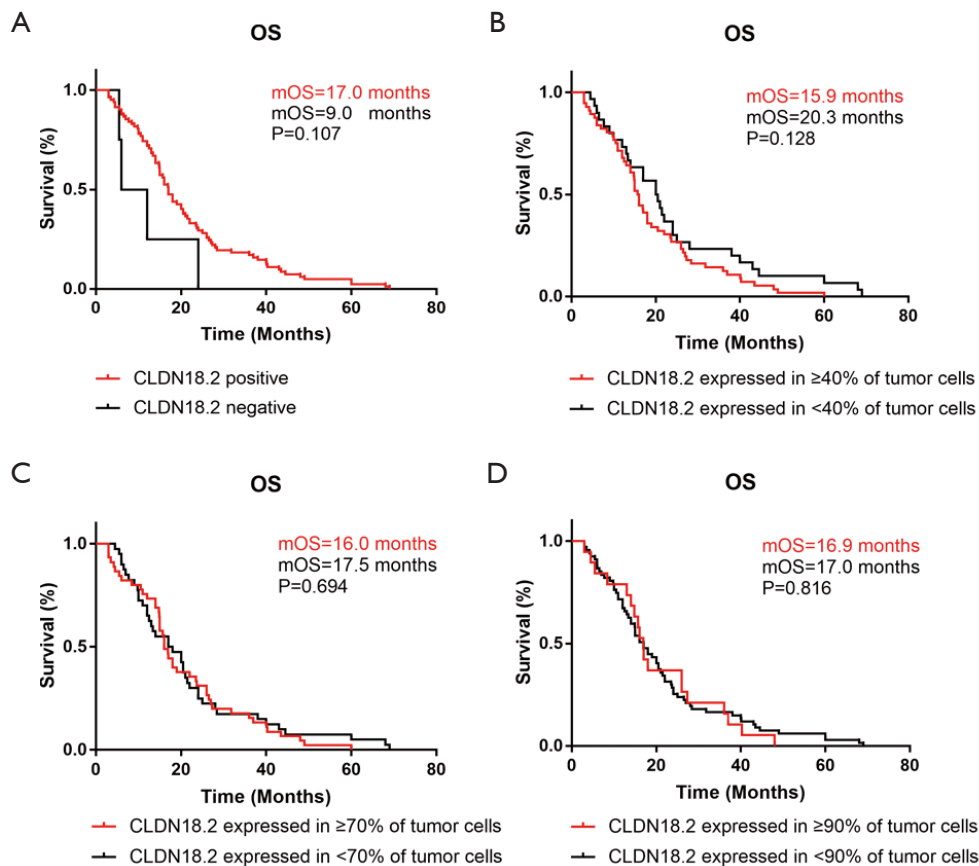 A
OS
mOS=17.0 months
mOS=9.0 months
P=0.107
Survival (%)
1.0
0.5
0.0
0
20
40
60
80
Time (Months)
CLDN18.2 positive
CLDN18.2 negative
B
OS
mOS=15.9 months
mOS=20.3 months
P=0.128
Survival (%)
1.0
0.5
0.0
0
20
40
60
80
Time (Months)
CLDN18.2 expressed in ≥40% of tumor cells
CLDN18.2 expressed in <40% of tumor cells
C
OS
mOS=16.0 months
mOS=17.5 months
P=0.694
Survival (%)
1.0
0.5
0.0
0
20
40
60
80
Time (Months)
CLDN18.2 expressed in ≥70% of tumor cells
CLDN18.2 expressed in <70% of tumor cells
D
OS
mOS=16.9 months
mOS=17.0 months
P=0.816
Survival (%)
1.0
0.5
0.0
0
20
40
60
80
Time (Months)
CLDN18.2 expressed in ≥90% of tumor cells
CLDN18.2 expressed in <90% of tumor cells